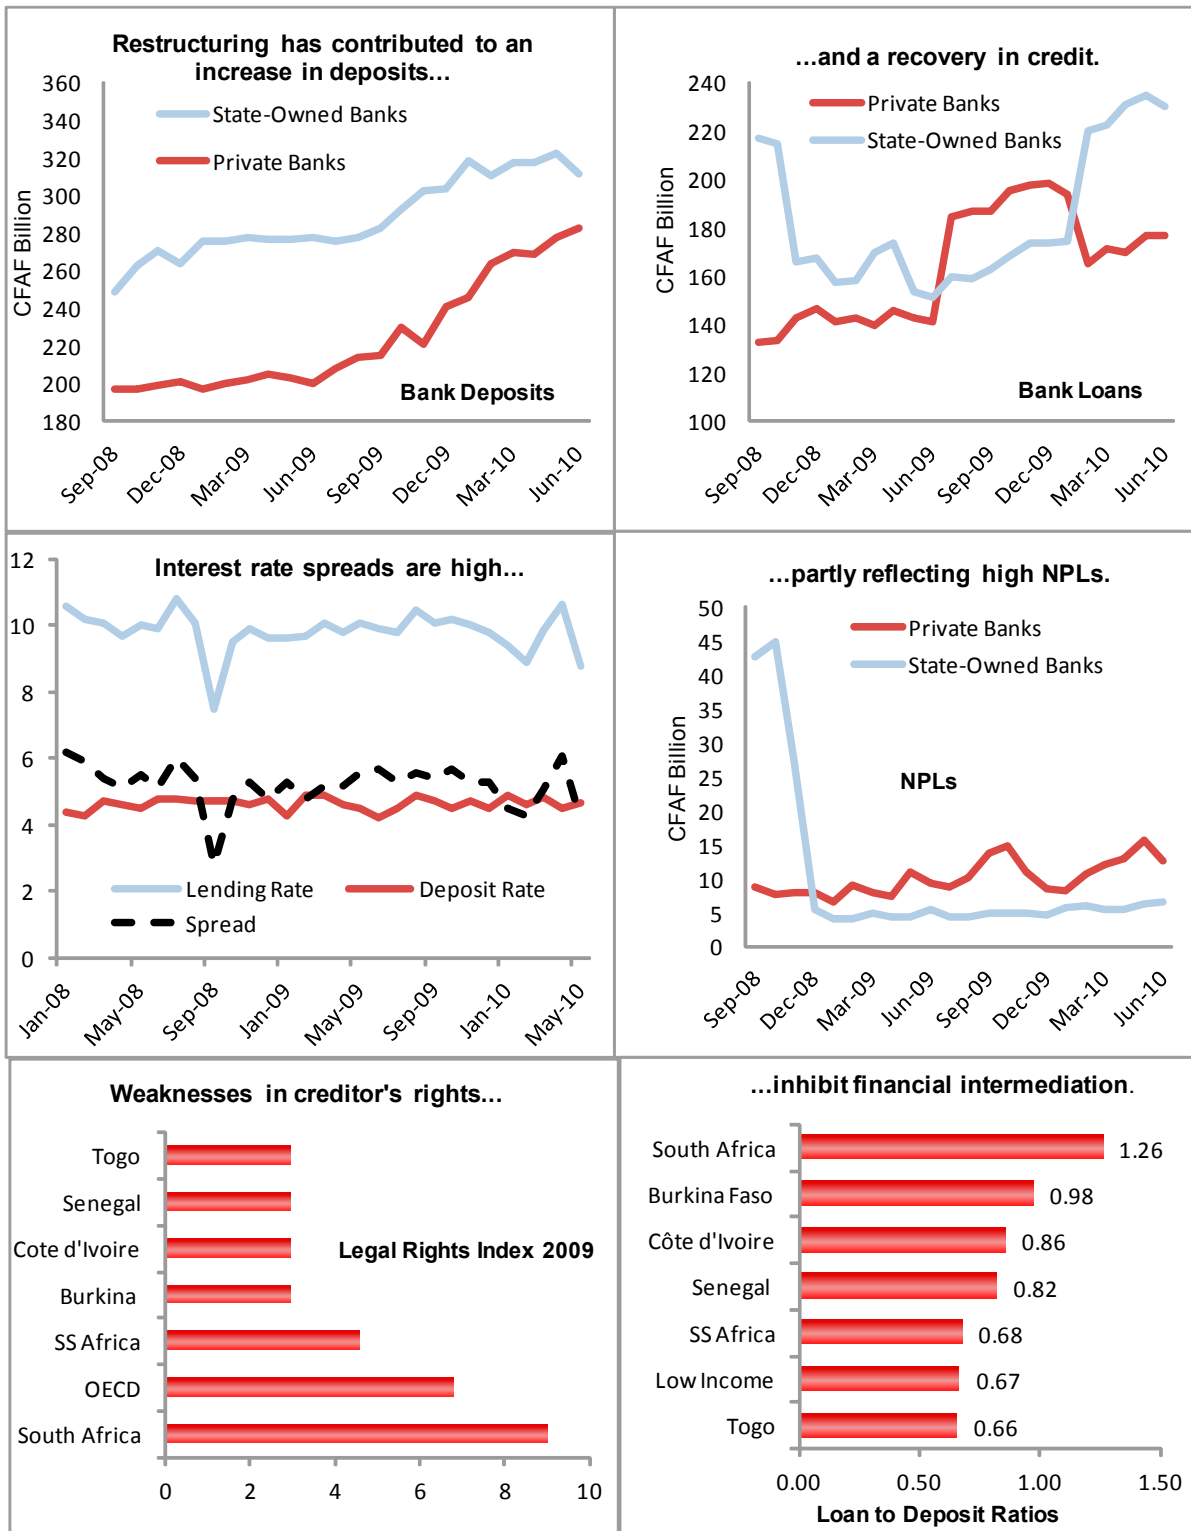 Restructuring has contributed to an
increase in deposits...
360
340
320
300
280
260
240
220
200
180
CFAF Billion
State-Owned Banks
Private Banks
Bank Deposits
Sep-08
Dec-08
Mar-09
Jun-09
Sep-09
Dec-09
Mar-10
Jun-10
...and a recovery in credit.
240
220
200
180
160
140
120
100
CFAF Billion
Private Banks
State-Owned Banks
Bank Loans
Sep-08
Dec-08
Mar-09
Jun-09
Sep-09
Dec-09
Mar-10
Jun-10
Interest rate spreads are high...
12
10
8
6
4
2
0
Lending Rate
Deposit Rate
Spread
Jan-08
May-08
Sep-08
Jan-09
May-09
Sep-09
Jan-10
May-10
...partly reflecting high NPLs.
50
45
40
35
30
25
20
15
10
5
0
CFAF Billion
Private Banks
State-Owned Banks
NPLs
Sep-08
Dec-08
Mar-09
Jun-09
Sep-09
Dec-09
Mar-10
Jun-10
Weaknesses in creditor's rights...
Togo
Senegal
Cote d'Ivoire
Legal Rights Index 2009
Burkina
SS Africa
OECD
South Africa
0 2 4 6 8 10
...inhibit financial intermediation.
South Africa 1.26
Burkina Faso 0.98
Côte d'Ivoire 0.86
Senegal 0.82
SS Africa 0.68
Low Income 0.67
Togo 0.66
0.00 0.50 1.00 1.50
Loan to Deposit Ratios